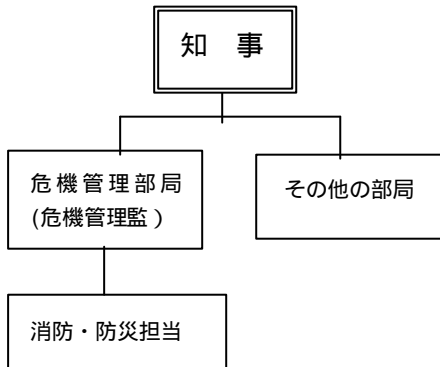 知　事
危機管理部局
(危機管理監）
その他の部局
消防・防災担当